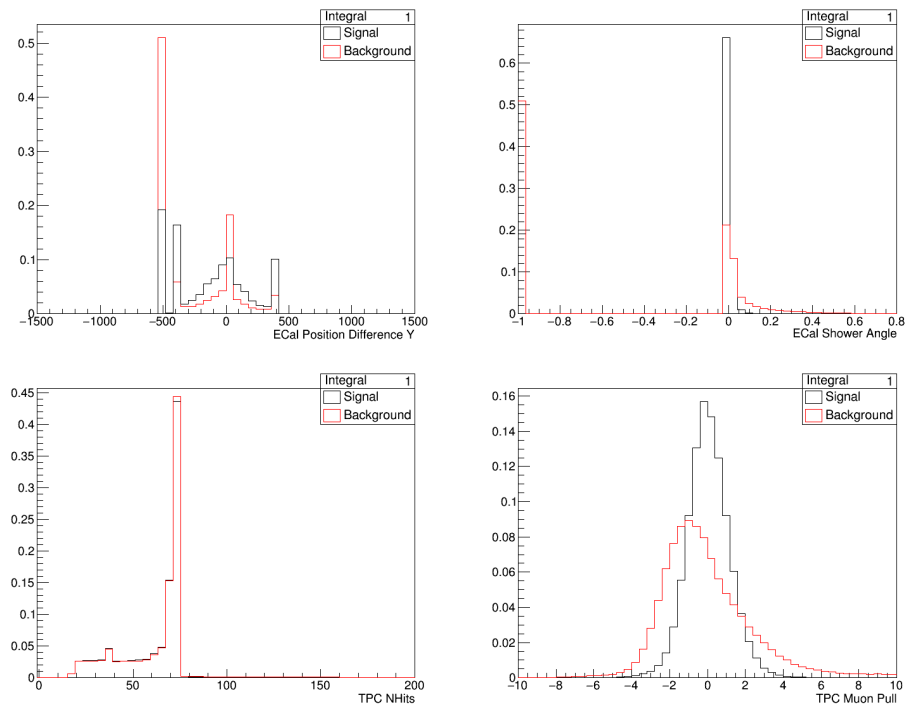 Integral 1
Signal
Background
0.5
0.4
0.3
0.2
0.1
0
−1500 −1000 −500 0 500 1000 1500
ECal Position Difference Y
Integral 1
Signal
Background
0.6
0.5
0.4
0.3
0.2
0.1
0
−1 −0.8 −0.6 −0.4 −0.2 0 0.2 0.4 0.6 0.8
ECal Shower Angle
Integral 1
Signal
Background
0.45
0.4
0.35
0.3
0.25
0.2
0.15
0.1
0.05
0
0 50 100 150 200
TPC NHits
Integral 1
Signal
Background
0.16
0.14
0.12
0.1
0.08
0.06
0.04
0.02
0
−10 −8 −6 −4 −2 0 2 4 6 8 10
TPC Muon Pull